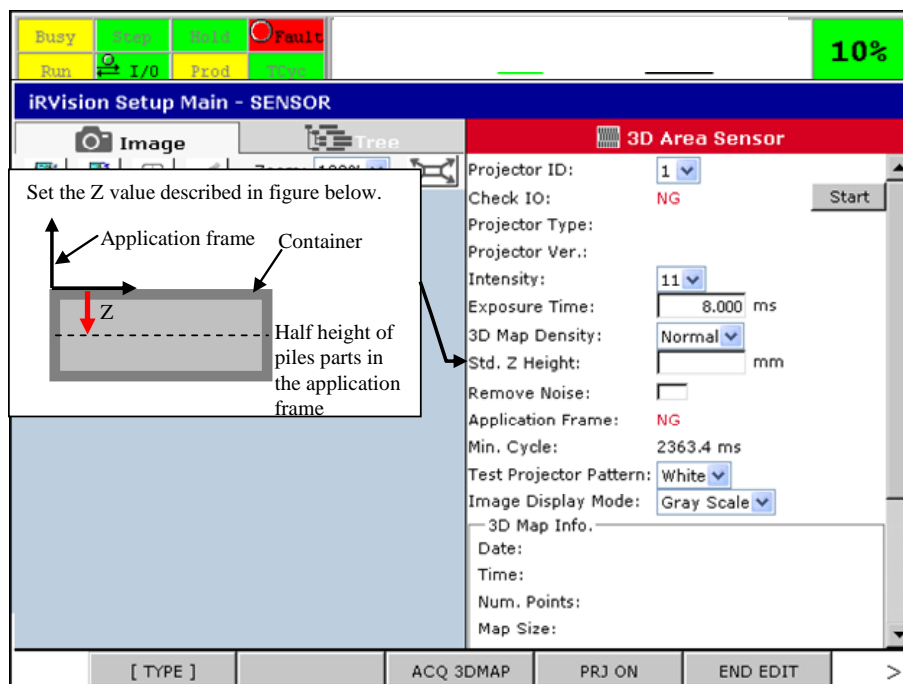 Busy Step Hold Fault
Run I/O Prod TCyc
10%
iRVision Setup Main - SENSOR
Image Tree
3D Area Sensor
Zoom: 100%
Set the Z value described in figure below.
Application frame
Container
Z
Half height of
piles parts in
the application
frame
Projector ID: 1
Check IO: NG Start
Projector Type:
Projector Ver.:
Intensity: 11
Exposure Time: 8.000 ms
3D Map Density: Normal
Std. Z Height: mm
Remove Noise:
Application Frame: NG
Min. Cycle: 2363.4 ms
Test Projector Pattern: White
Image Display Mode: Gray Scale
3D Map Info.
Date:
Time:
Num. Points:
Map Size:
[ TYPE ] ACQ 3DMAP PRJ ON END EDIT >